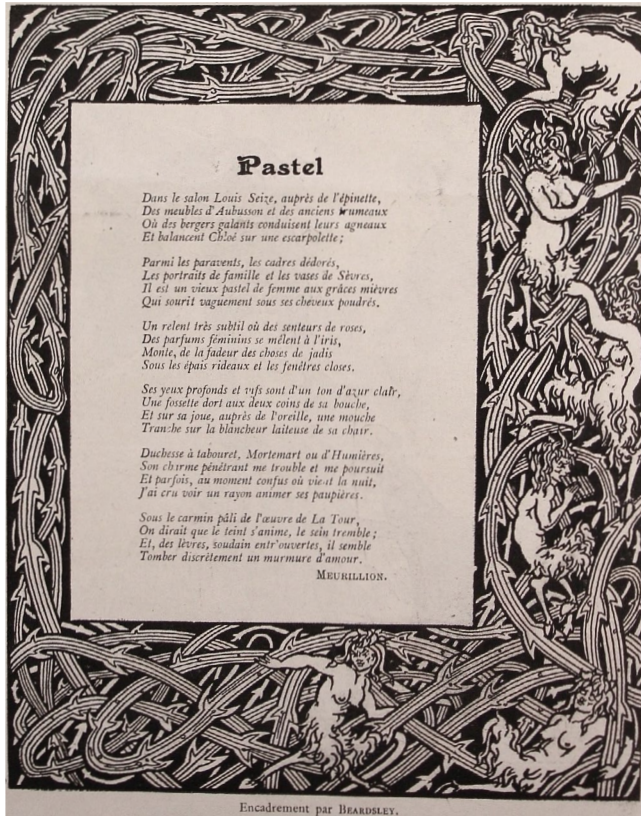 Pastel
Dans le salon Louis Seize, auprès de l'épinette,
Des meubles d'Aubusson et des anciens trumeaux
Où des bergers galants conduisent leurs agneaux
Et balancent Chloé sur une escarpolette ;
Parmi les paravents, les cadres dédorés,
Les portraits de famille et les vases de Sèvres,
Il est un vieux pastel de femme aux grâces mièvres
Qui sourit vaguement sous ses cheveux poudrés.
Un relent très subtil où des senteurs de roses,
Des parfums féminins se mêlent à l'iris,
Monte, de la fadeur des choses de jadis
Sous les épais rideaux et les fenêtres closes.
Ses yeux profonds et vifs sont d'un ton d'azur clair,
Une fossette dort aux deux coins de sa bouche,
Et sur sa joue, auprès de l'oreille, une mouche
Tranche sur la blancheur laiteuse de sa chair.
Duchesse à tabouret, Mortemart ou d'Humières,
Son charme pénétrant me trouble et me poursuit
Et parfois, au moment confus où vient la nuit,
J'ai cru voir un rayon animer ses paupières.
Sous le carmin pâli de l'œuvre de La Tour,
On dirait que le teint s'anime, le sein tremble ;
Et, des lèvres, soudain entr'ouvertes, il semble
Tomber discrètement un murmure d'amour.
MEURILLION.
Encadrement par BEARDSLEY.